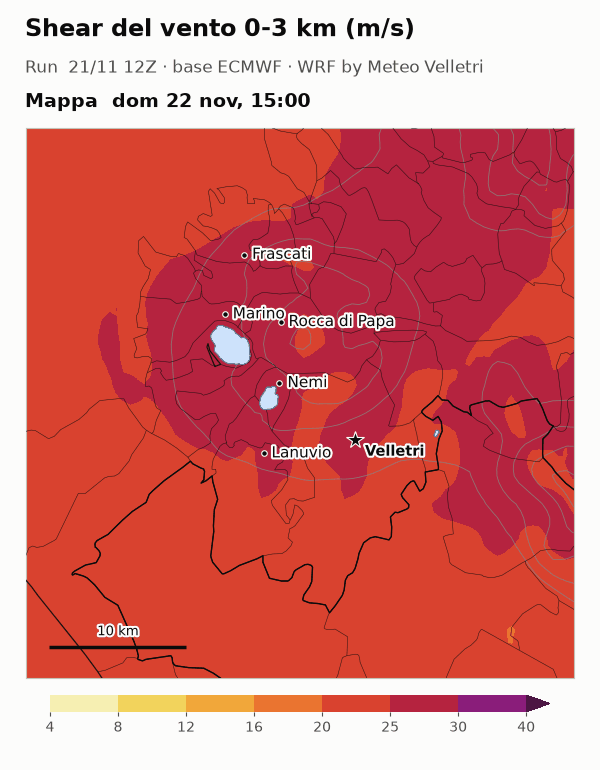 Shear del vento 0-3 km (m/s)
Run  21/11 12Z · base ECMWF · WRF by Meteo Velletri
Mappa  dom 22 nov, 15:00
Frascati
Marino
Rocca di Papa
Nemi
Velletri
Lanuvio
10 km
4 8 12 16 20 25 30 40